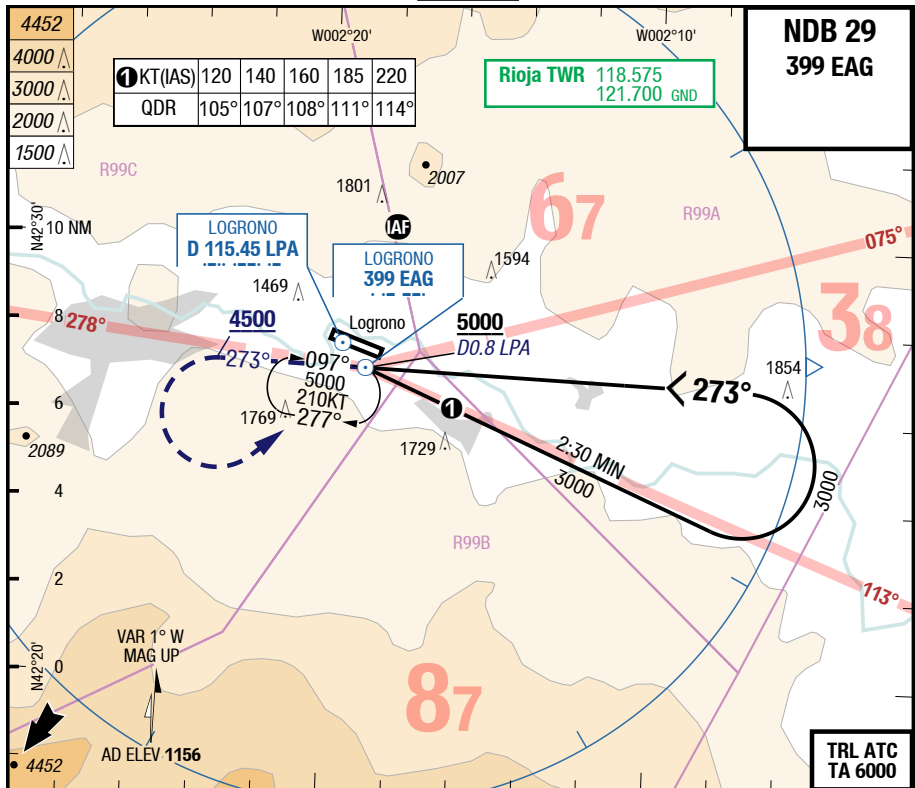 4452
4000
3000
2000
1500
W002°20'
W002°10'
NDB 29
399 EAG
1 KT(IAS) 120 140 160 185 220
QDR 105° 107° 108° 111° 114°
Rioja TWR 118.575
121.700 GND
R99C
1801
2007
67
R99A
N42°30'
10 NM
IAF
LOGRONO
D 115.45 LPA
LOGRONO
399 EAG
1594
075°
1469
38
8
278°
4500
Logrono
5000
D0.8 LPA
273°
097°
5000
210KT
277°
1854
273°
6
1769
1
1729
2089
2:30 MIN
3000
3000
4
R99B
2
113°
VAR 1° W
MAG UP
N42°20'
0
87
AD ELEV 1156
4452
TRL ATC
TA 6000